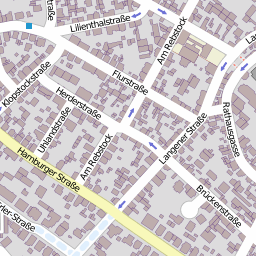 Lilienthalstraße
Am Rebstock
Flurstraße
Klopstockstraße
Herderstraße
Rathausgasse
Uhlandstraße
Am Rebstock
Langener Straße
Hamburger Straße
Brückenstraße